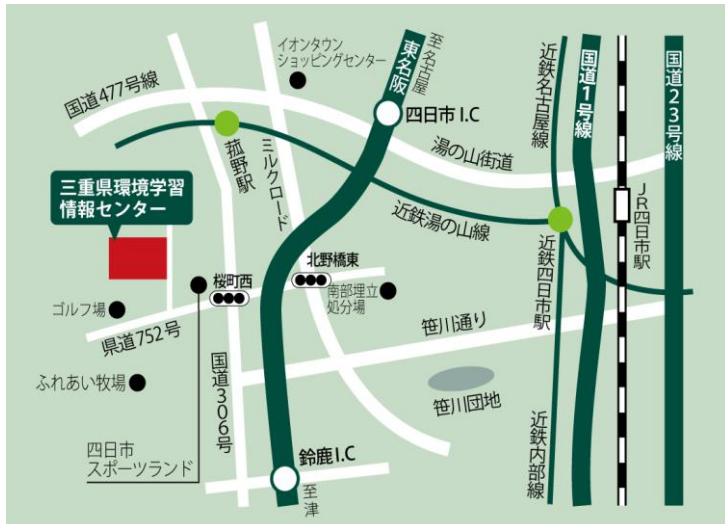 イオンタウン
ショッピングセンター
国道477号線
至名古屋
東名阪
四日市 I.C
湯の山街道
近鉄名古屋線
国道1号線
国道23号線
JR四日市駅
菰野駅
ミルクロード
三重県環境学習
情報センター
近鉄湯の山線
近鉄四日市駅
北野橋東
桜町西
南部埋立
処分場
ゴルフ場
県道752号
国道306号
笹川通り
笹川団地
ふれあい牧場
四日市
スポーツランド
鈴鹿I.C
至津
近鉄内部線